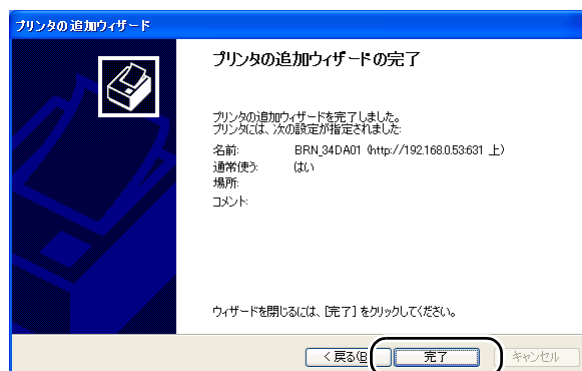 プリンタの追加ウィザード
プリンタの追加ウィザードの完了
プリンタの追加ウィザードを完了しました。
プリンタには、次の設定が指定されました:
名前: BRN_34DA01 (http://192.168.0.53:631 上)
通常使う: はい
場所:
コメント:
ウィザードを閉じるには、[完了] をクリックしてください。
< 戻る(B 完了 キャンセル